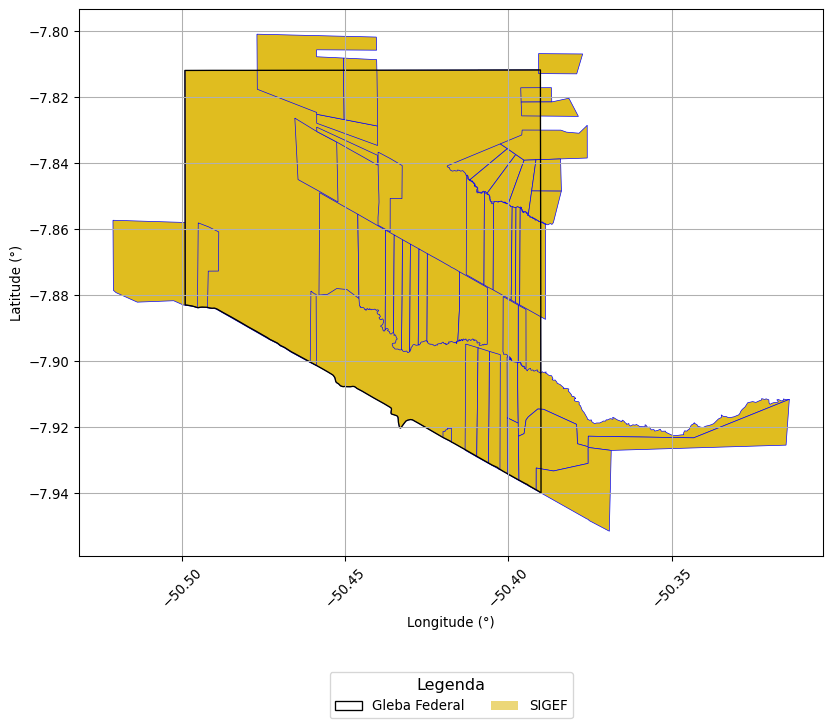 −7.80
−7.82
−7.84
−7.86
−7.88
−7.90
−7.92
−7.94
Latitude (°)
−50.50
−50.45
−50.40
−50.35
Longitude (°)
Legenda
Gleba Federal
SIGEF